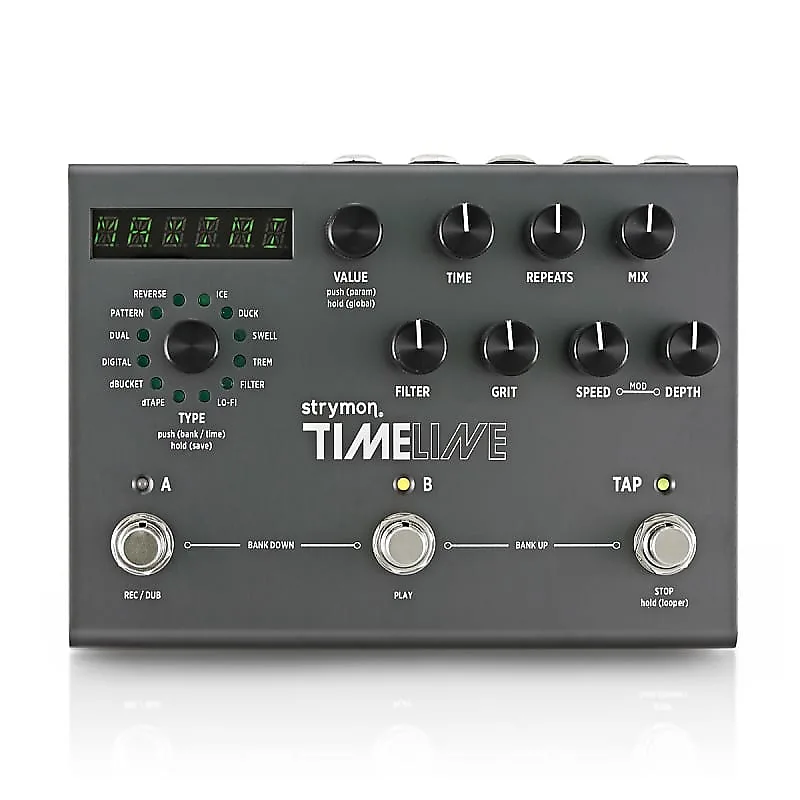 VALUE
push (param)
hold (global)
TIME
REPEATS
MIX
REVERSE
ICE
PATTERN
DUCK
DUAL
SWELL
DIGITAL
TREM
dBUCKET
FILTER
dTAPE
LO-FI
TYPE
push (bank / time)
hold (save)
FILTER
GRIT
SPEED
MOD
DEPTH
strymon®
TIMELINE
A
B
TAP
BANK DOWN
BANK UP
REC / DUB
PLAY
STOP
hold (looper)